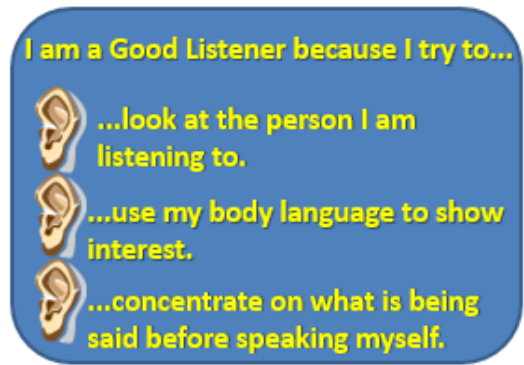 I am a Good Listener because I try to...
...look at the person I am
listening to.
...use my body language to show
interest.
...concentrate on what is being
said before speaking myself.